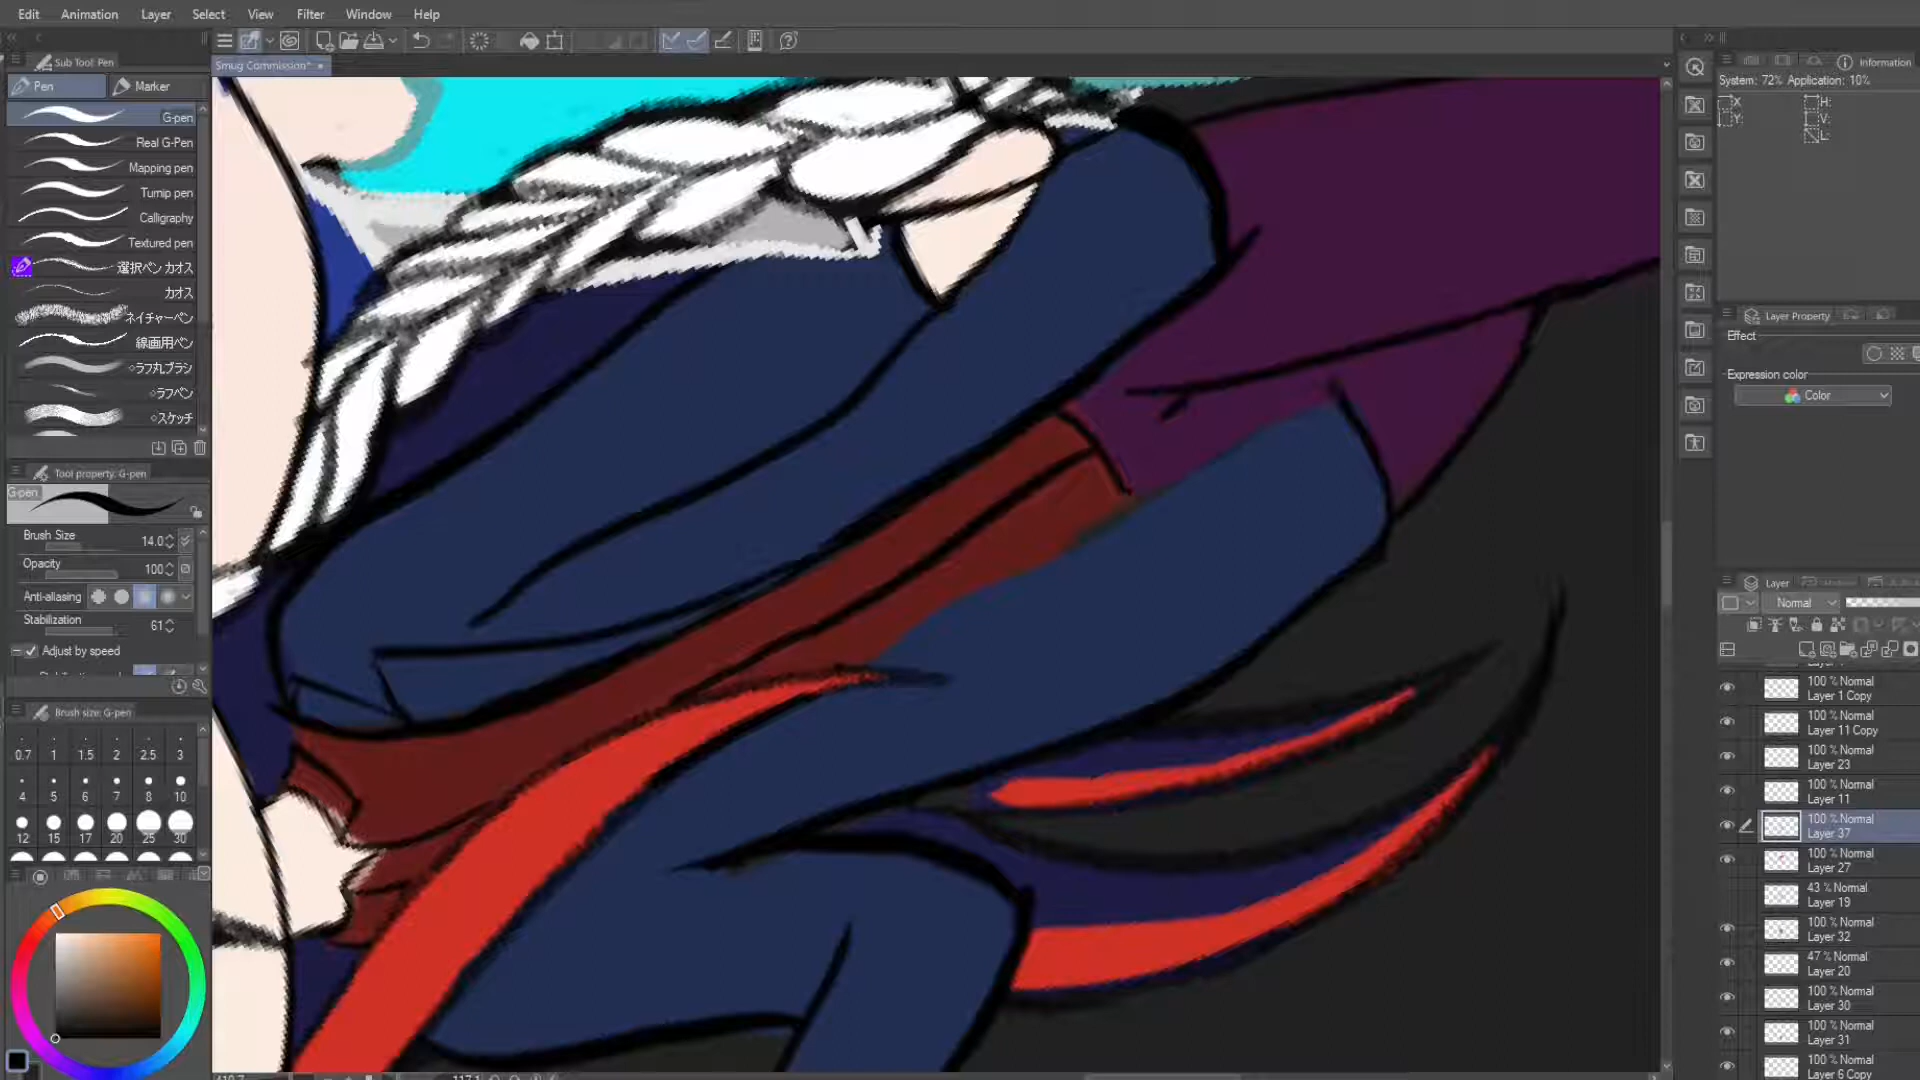 Edit Animation Layer Select View Filter Window Help
Sub Tool: Pen
Smug Commission*
Pen Marker
G-pen
Real G-Pen
Mapping pen
Turnip pen
Calligraphy
Textured pen
選択ペン カオス
カオス
ネイチャーペン
線画用ペン
◇ラフ丸ブラシ
◇ラフペン
◇スケッチ
Tool property: G-pen
G-pen
Brush Size 14.0
Opacity 100
Anti-aliasing
Stabilization 61
Adjust by speed
Brush size: G-pen
0.7 1 1.5 2 2.5 3
4 5 6 7 8 10
12 15 17 20 25 30
Information
System: 72% Application: 10%
X H:
Y: V:
L:
Layer Property
Effect
Expression color
Color
Layer
Normal
100 % Normal
Layer 1 Copy
100 % Normal
Layer 11 Copy
100 % Normal
Layer 23
100 % Normal
Layer 11
100 % Normal
Layer 37
100 % Normal
Layer 27
43 % Normal
Layer 19
100 % Normal
Layer 32
47 % Normal
Layer 20
100 % Normal
Layer 30
100 % Normal
Layer 31
100 % Normal
Layer 6 Copy